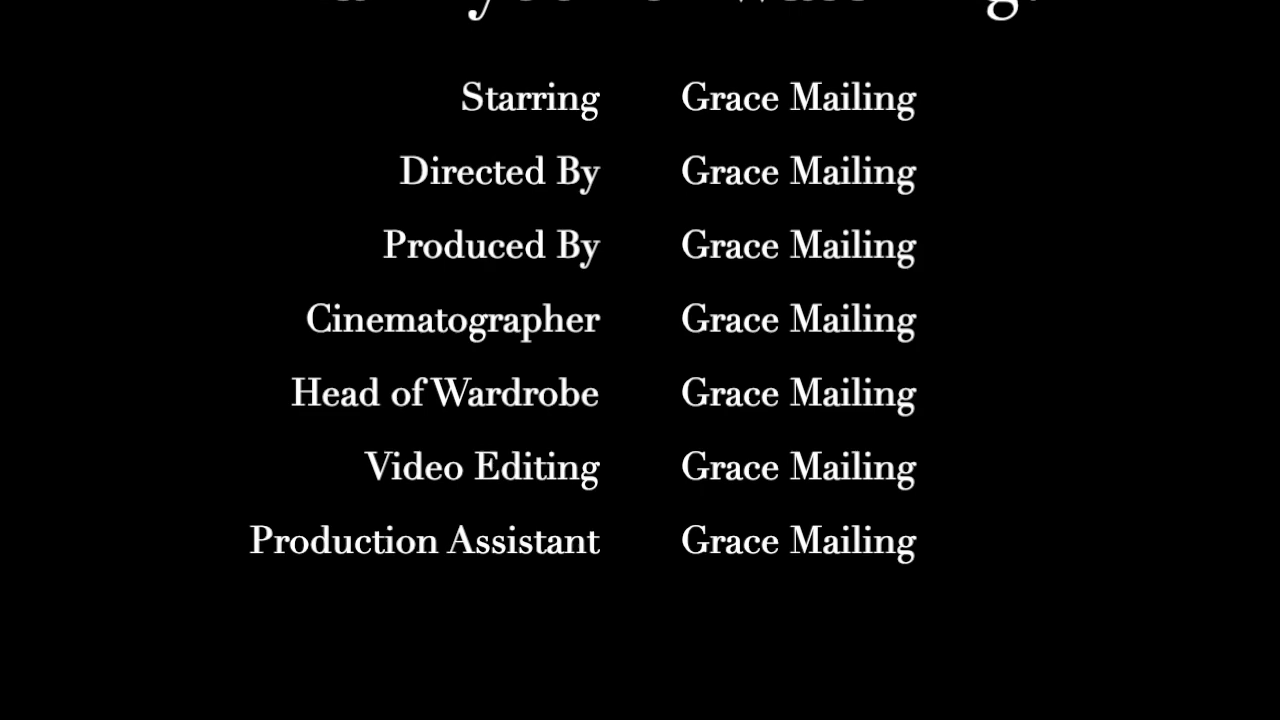 Starring Grace Mailing
Directed By Grace Mailing
Produced By Grace Mailing
Cinematographer Grace Mailing
Head of Wardrobe Grace Mailing
Video Editing Grace Mailing
Production Assistant Grace Mailing